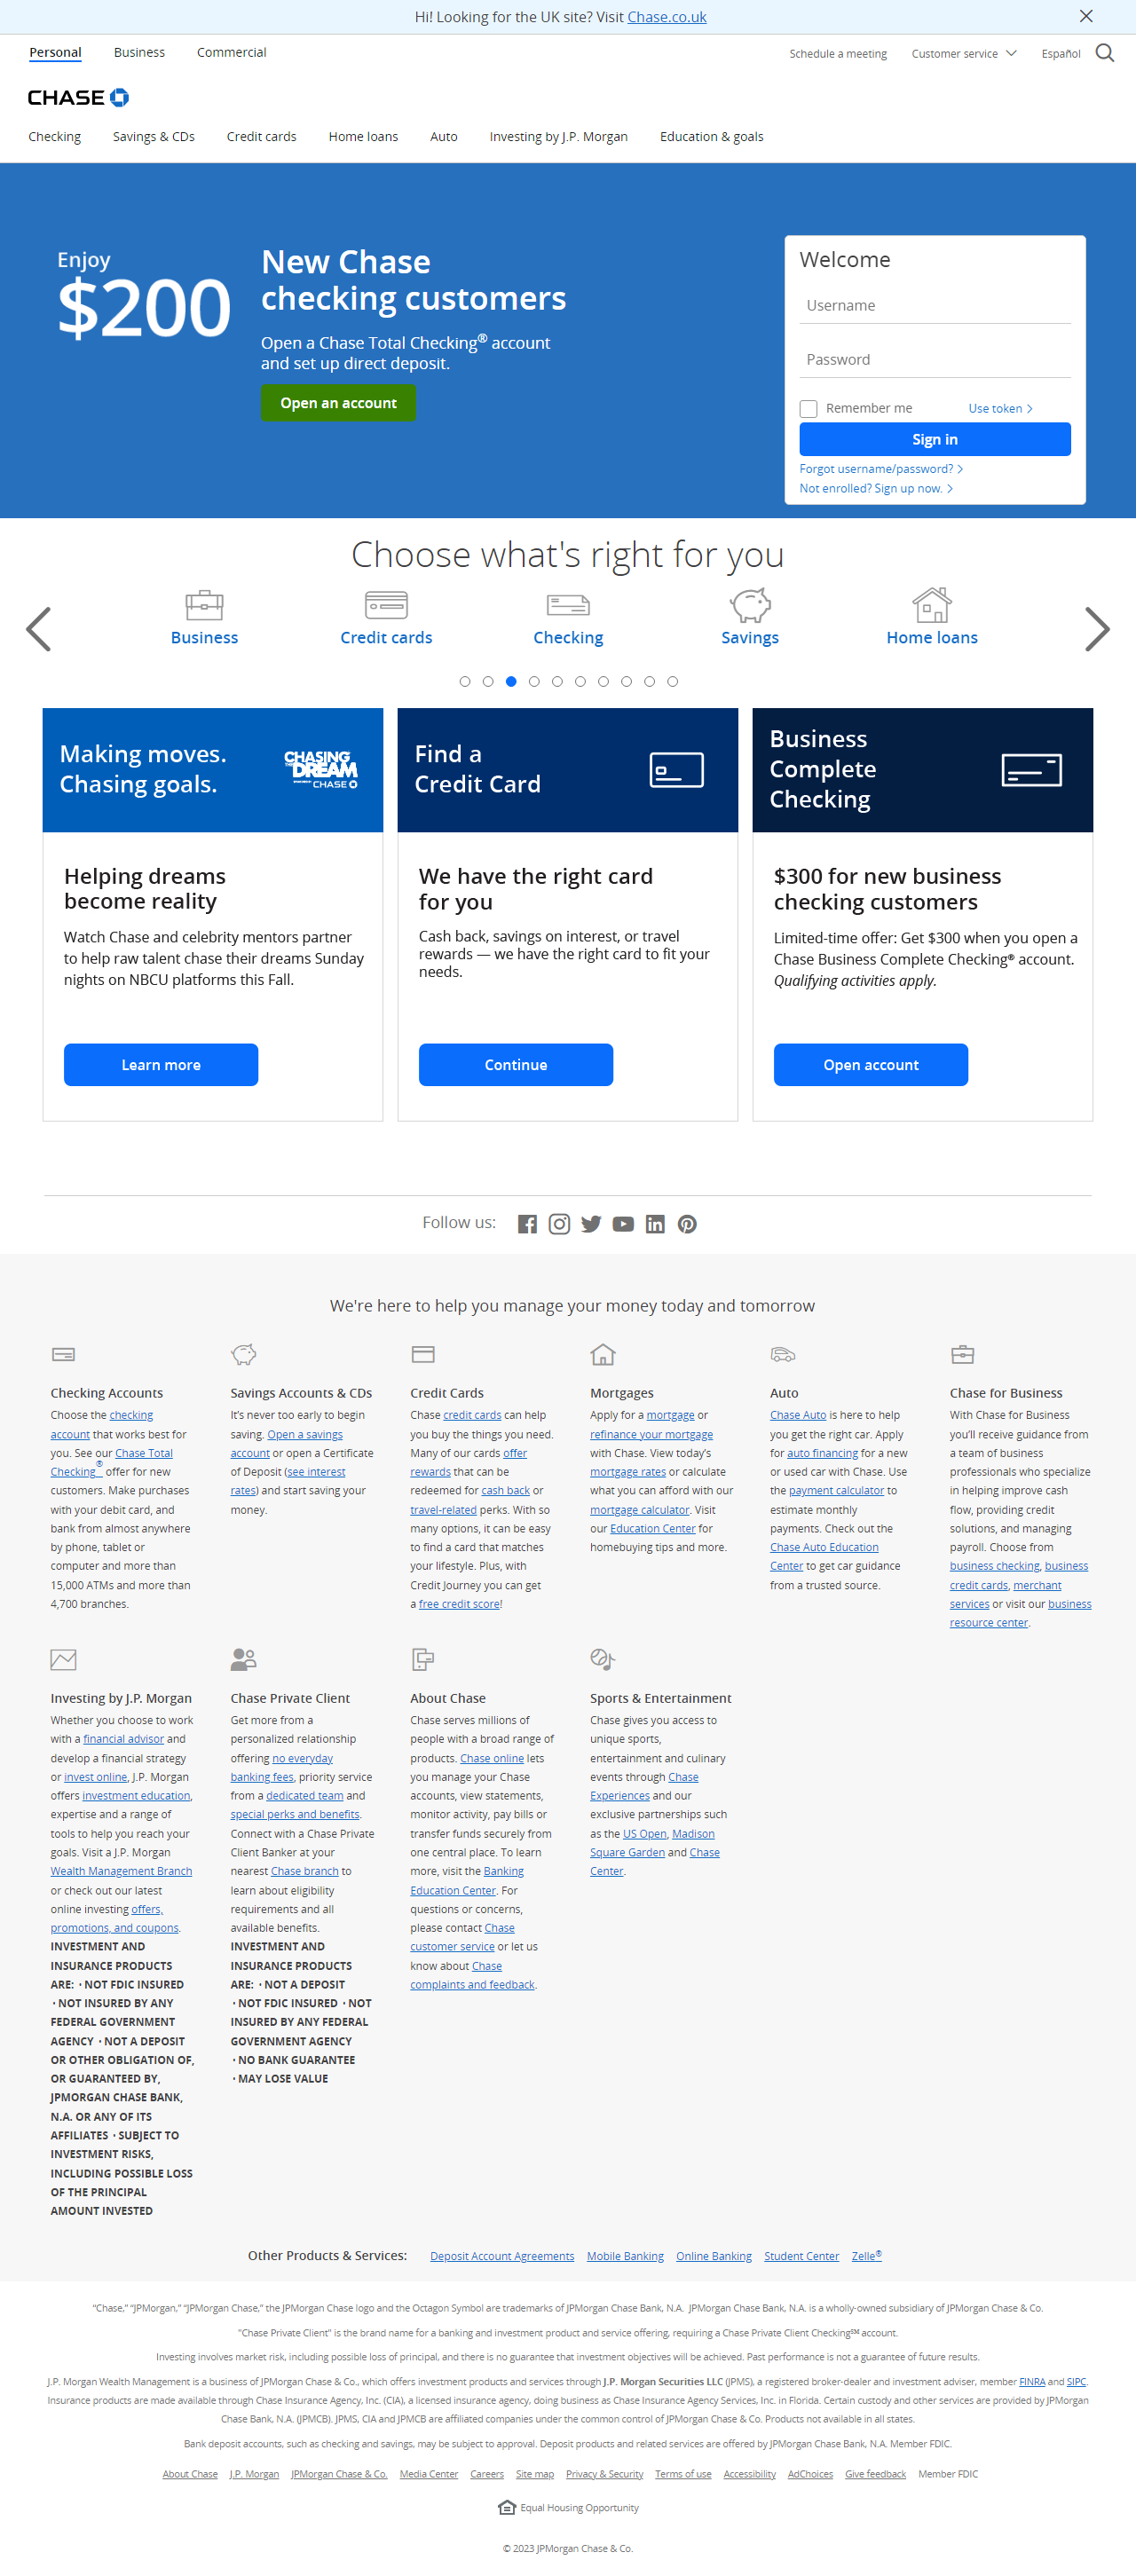 Hi! Looking for the UK site? Visit Chase.co.uk
Personal
Business
Commercial
Schedule a meeting
Customer service
Español
CHASE
Checking
Savings & CDs
Credit cards
Home loans
Auto
Investing by J.P. Morgan
Education & goals
Enjoy
$200
New Chase
checking customers
Open a Chase Total Checking® account
and set up direct deposit.
Open an account
Welcome
Username
Password
Remember me
Use token
Sign in
Forgot username/password?
Not enrolled? Sign up now.
Choose what's right for you
Business
Credit cards
Checking
Savings
Home loans
Making moves.
Chasing goals.
CHASING
THE DREAM
CHASE
Helping dreams
become reality
Watch Chase and celebrity mentors partner
to help raw talent chase their dreams Sunday
nights on NBCU platforms this Fall.
Learn more
Find a
Credit Card
We have the right card
for you
Cash back, savings on interest, or travel
rewards — we have the right card to fit your
needs.
Continue
Business
Complete
Checking
$300 for new business
checking customers
Limited-time offer: Get $300 when you open a
Chase Business Complete Checking® account.
Qualifying activities apply.
Open account
Follow us:
We're here to help you manage your money today and tomorrow
Checking Accounts
Choose the checking
account that works best for
you. See our Chase Total
Checking® offer for new
customers. Make purchases
with your debit card, and
bank from almost anywhere
by phone, tablet or
computer and more than
15,000 ATMs and more than
4,700 branches.
Savings Accounts & CDs
It’s never too early to begin
saving. Open a savings
account or open a Certificate
of Deposit (see interest
rates) and start saving your
money.
Credit Cards
Chase credit cards can help
you buy the things you need.
Many of our cards offer
rewards that can be
redeemed for cash back or
travel-related perks. With so
many options, it can be easy
to find a card that matches
your lifestyle. Plus, with
Credit Journey you can get
a free credit score!
Mortgages
Apply for a mortgage or
refinance your mortgage
with Chase. View today’s
mortgage rates or calculate
what you can afford with our
mortgage calculator. Visit
our Education Center for
homebuying tips and more.
Auto
Chase Auto is here to help
you get the right car. Apply
for auto financing for a new
or used car with Chase. Use
the payment calculator to
estimate monthly
payments. Check out the
Chase Auto Education
Center to get car guidance
from a trusted source.
Chase for Business
With Chase for Business
you’ll receive guidance from
a team of business
professionals who specialize
in helping improve cash
flow, providing credit
solutions, and managing
payroll. Choose from
business checking, business
credit cards, merchant
services or visit our business
resource center.
Investing by J.P. Morgan
Whether you choose to work
with a financial advisor and
develop a financial strategy
or invest online, J.P. Morgan
offers investment education,
expertise and a range of
tools to help you reach your
goals. Visit a J.P. Morgan
Wealth Management Branch
or check out our latest
online investing offers,
promotions, and coupons.
INVESTMENT AND
INSURANCE PRODUCTS
ARE: • NOT FDIC INSURED
• NOT INSURED BY ANY
FEDERAL GOVERNMENT
AGENCY • NOT A DEPOSIT
OR OTHER OBLIGATION OF,
OR GUARANTEED BY,
JPMORGAN CHASE BANK,
N.A. OR ANY OF ITS
AFFILIATES • SUBJECT TO
INVESTMENT RISKS,
INCLUDING POSSIBLE LOSS
OF THE PRINCIPAL
AMOUNT INVESTED
Chase Private Client
Get more from a
personalized relationship
offering no everyday
banking fees, priority service
from a dedicated team and
special perks and benefits.
Connect with a Chase Private
Client Banker at your
nearest Chase branch to
learn about eligibility
requirements and all
available benefits.
INVESTMENT AND
INSURANCE PRODUCTS
ARE: • NOT A DEPOSIT
• NOT FDIC INSURED • NOT
INSURED BY ANY FEDERAL
GOVERNMENT AGENCY
• NO BANK GUARANTEE
• MAY LOSE VALUE
About Chase
Chase serves millions of
people with a broad range of
products. Chase online lets
you manage your Chase
accounts, view statements,
monitor activity, pay bills or
transfer funds securely from
one central place. To learn
more, visit the Banking
Education Center. For
questions or concerns,
please contact Chase
customer service or let us
know about Chase
complaints and feedback.
Sports & Entertainment
Chase gives you access to
unique sports,
entertainment and culinary
events through Chase
Experiences and our
exclusive partnerships such
as the US Open, Madison
Square Garden and Chase
Center.
Other Products & Services:
Deposit Account Agreements
Mobile Banking
Online Banking
Student Center
Zelle®
“Chase,” “JPMorgan,” “JPMorgan Chase,” the JPMorgan Chase logo and the Octagon Symbol are trademarks of JPMorgan Chase Bank, N.A. JPMorgan Chase Bank, N.A. is a wholly-owned subsidiary of JPMorgan Chase & Co.
"Chase Private Client" is the brand name for a banking and investment product and service offering, requiring a Chase Private Client Checking℠ account.
Investing involves market risk, including possible loss of principal, and there is no guarantee that investment objectives will be achieved. Past performance is not a guarantee of future results.
J.P. Morgan Wealth Management is a business of JPMorgan Chase & Co., which offers investment products and services through J.P. Morgan Securities LLC (JPMS), a registered broker-dealer and investment adviser, member FINRA and SIPC.
Insurance products are made available through Chase Insurance Agency, Inc. (CIA), a licensed insurance agency, doing business as Chase Insurance Agency Services, Inc. in Florida. Certain custody and other services are provided by JPMorgan
Chase Bank, N.A. (JPMCB). JPMS, CIA and JPMCB are affiliated companies under the common control of JPMorgan Chase & Co. Products not available in all states.
Bank deposit accounts, such as checking and savings, may be subject to approval. Deposit products and related services are offered by JPMorgan Chase Bank, N.A. Member FDIC.
About Chase
J.P. Morgan
JPMorgan Chase & Co.
Media Center
Careers
Site map
Privacy & Security
Terms of use
Accessibility
AdChoices
Give feedback
Member FDIC
Equal Housing Opportunity
© 2023 JPMorgan Chase & Co.